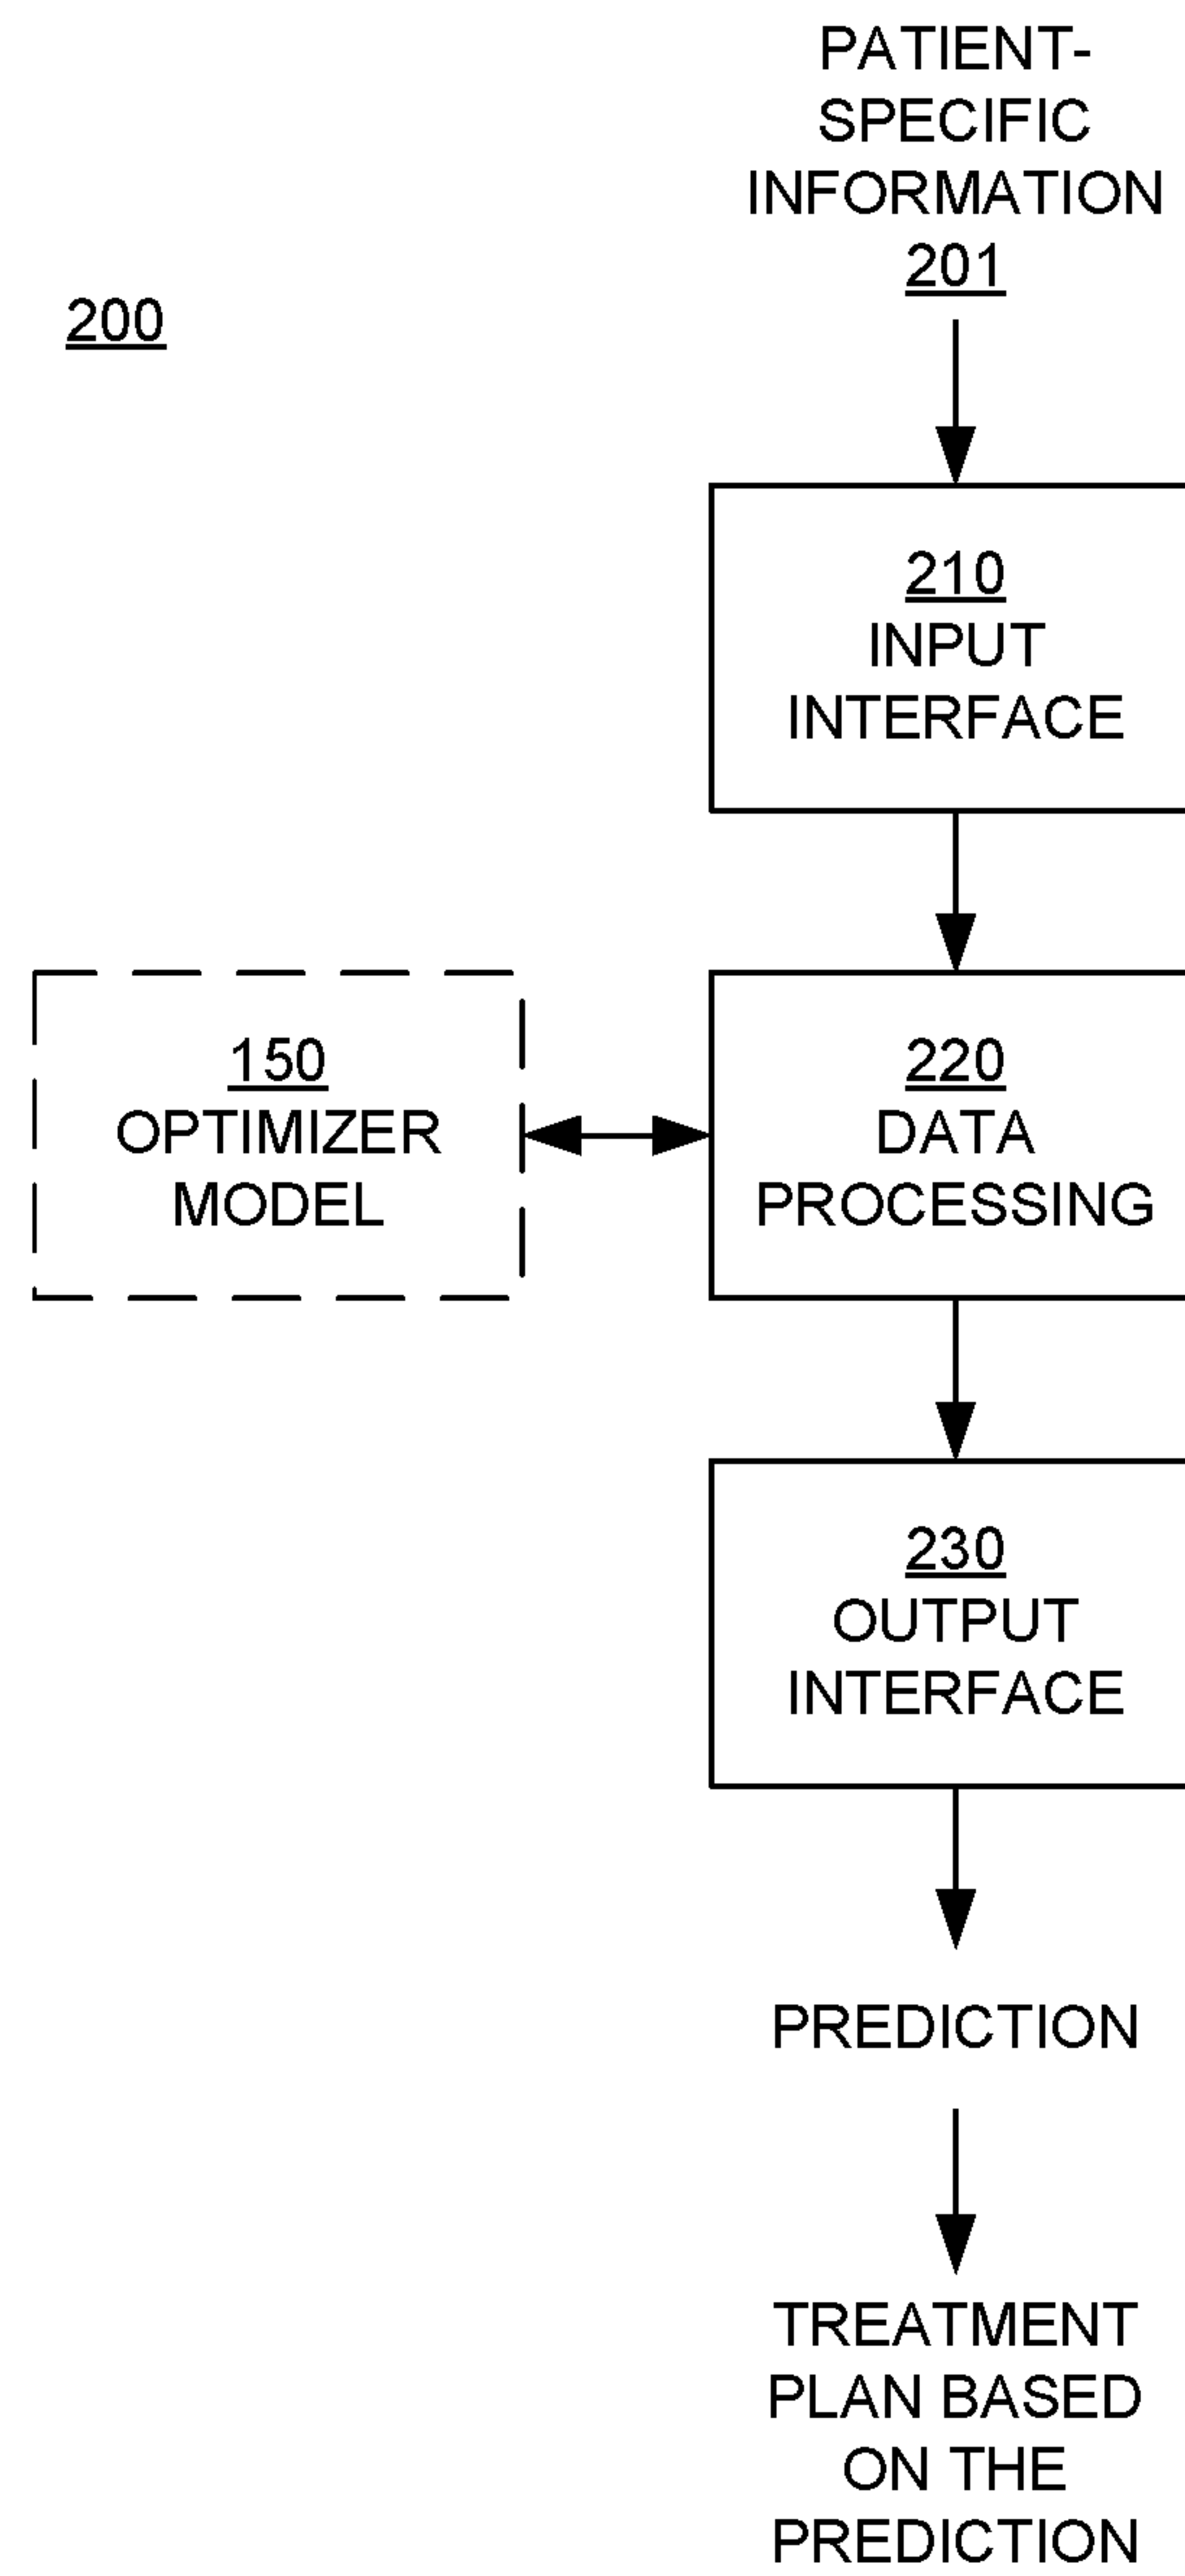 PATIENT-
SPECIFIC
INFORMATION
201
200
210
INPUT
INTERFACE
150
OPTIMIZER
MODEL
220
DATA
PROCESSING
230
OUTPUT
INTERFACE
PREDICTION
TREATMENT
PLAN BASED
ON THE
PREDICTION